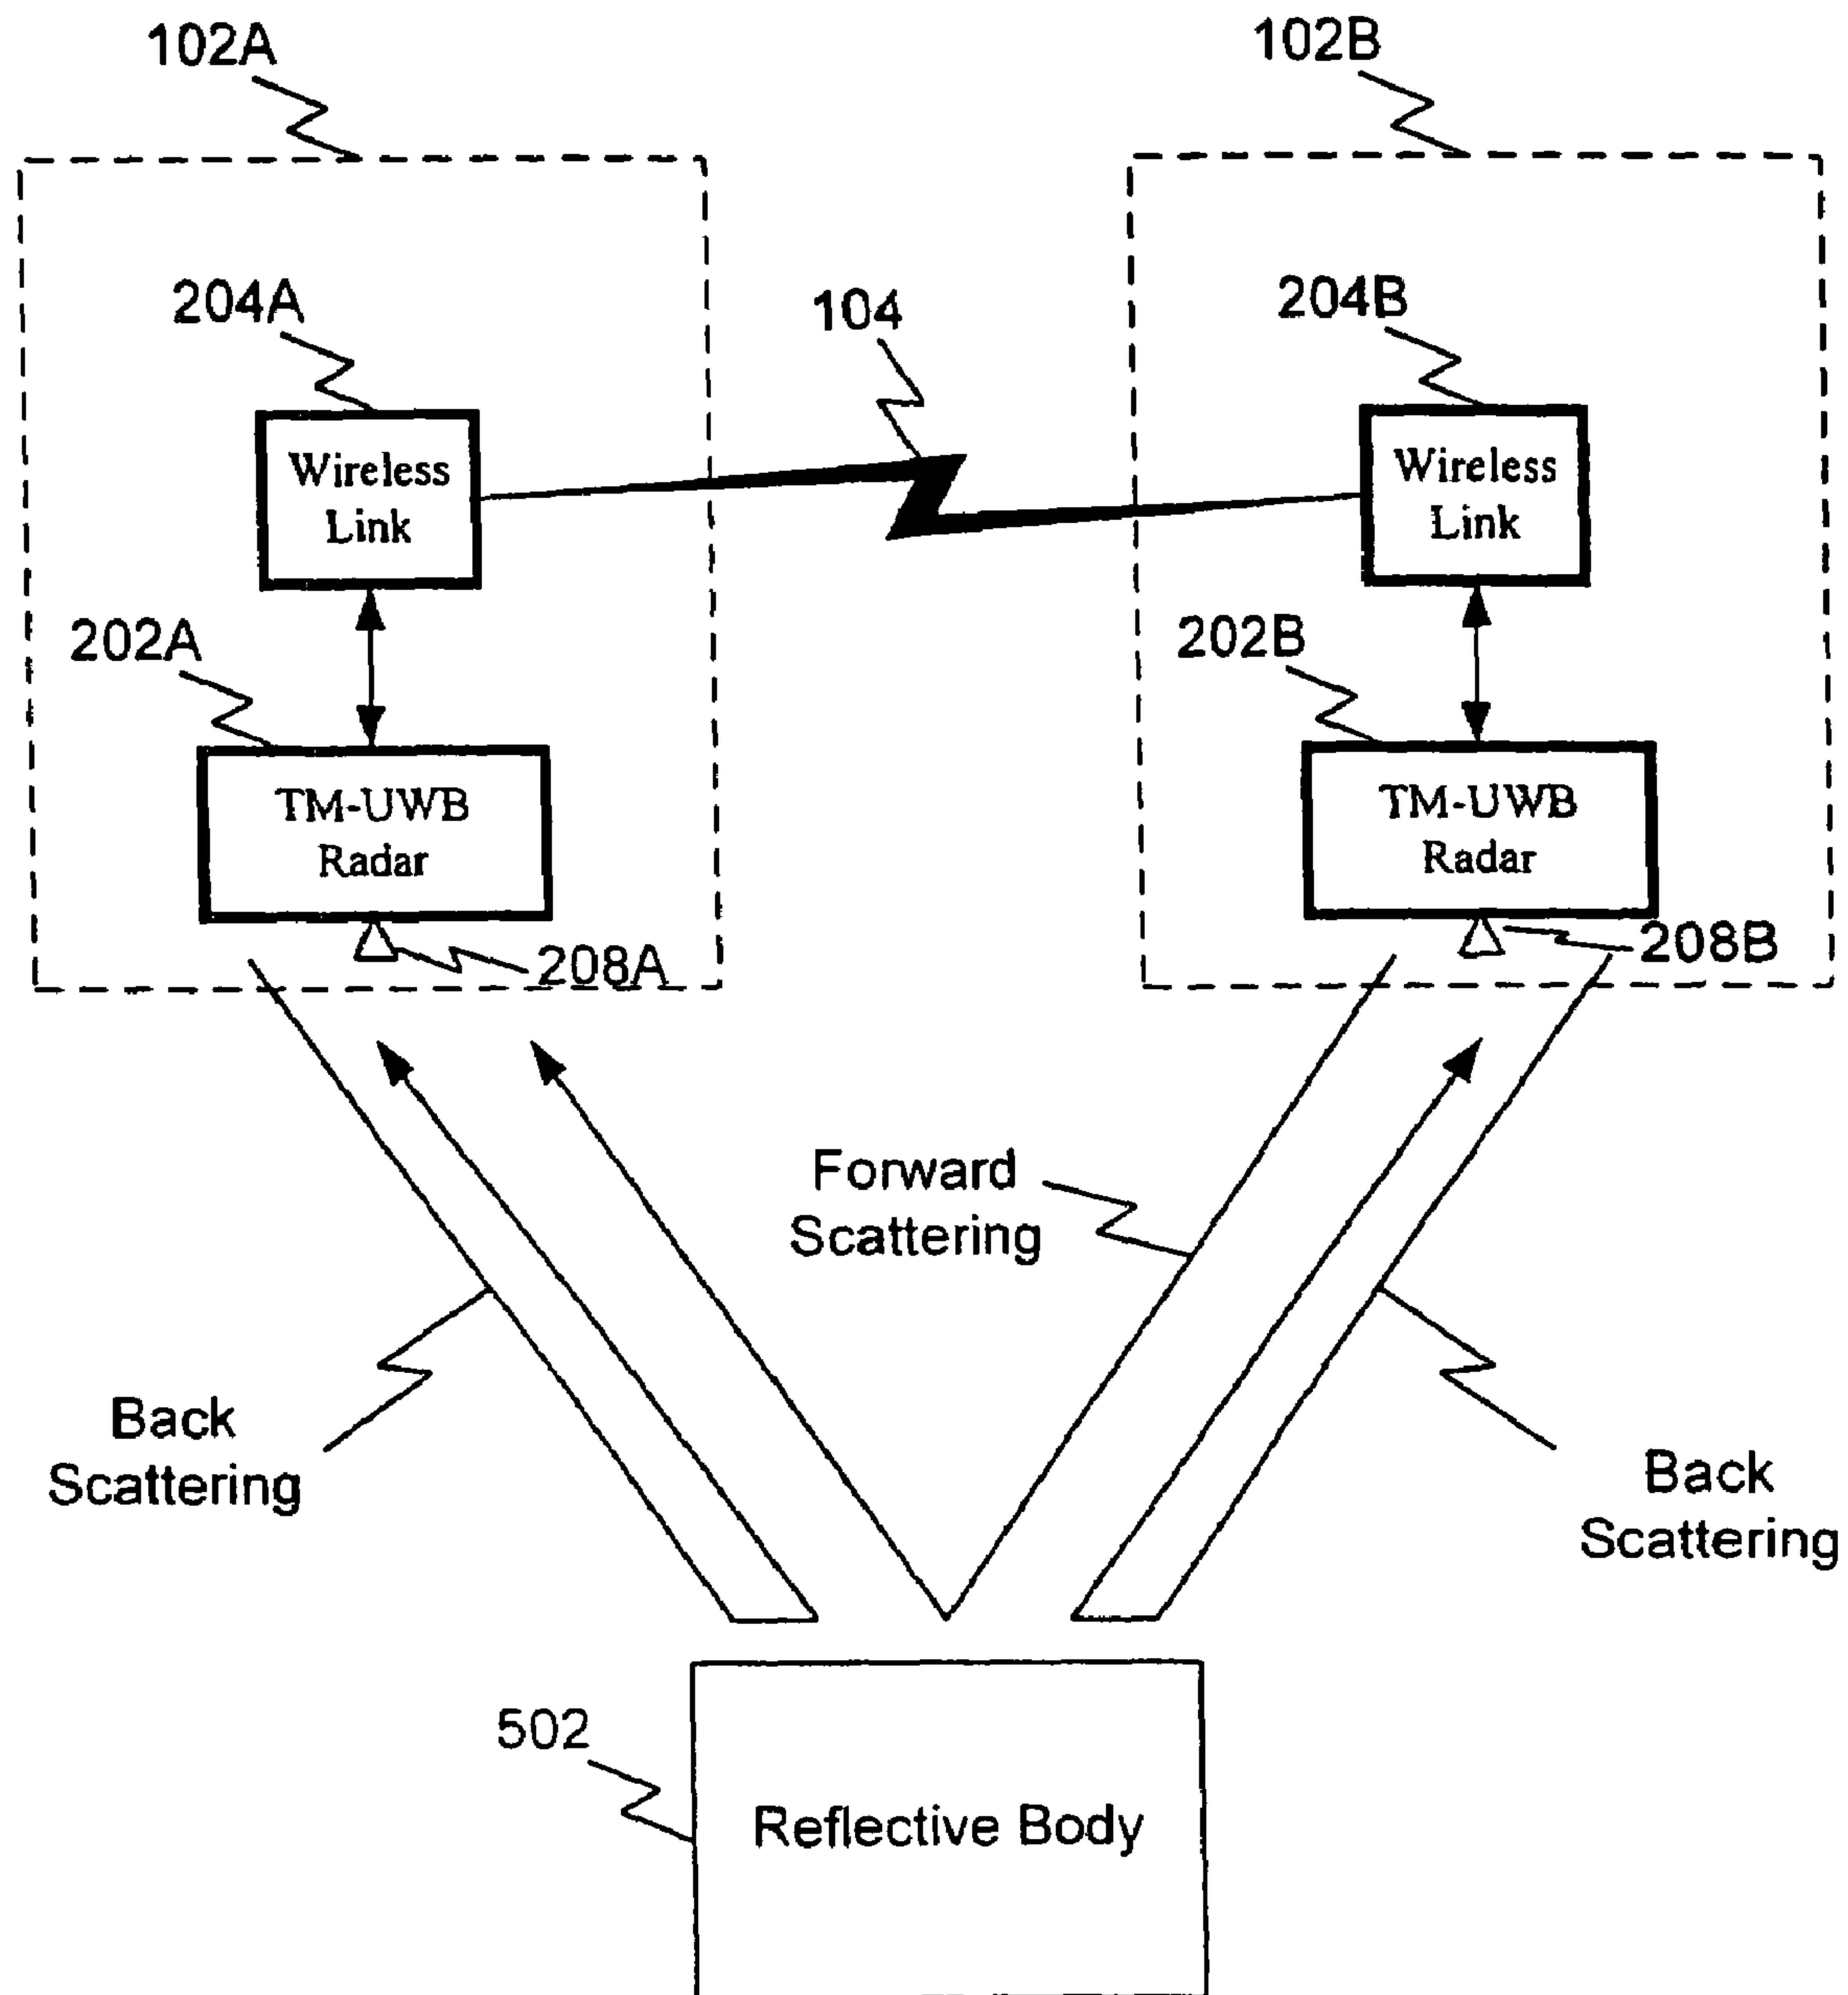 102A
102B
204A
104
204B
Wireless
Link
Wireless
Link
202A
202B
TM-UWB
Radar
TM-UWB
Radar
208A
208B
Forward
Scattering
Back
Scattering
Back
Scattering
502
Reflective Body